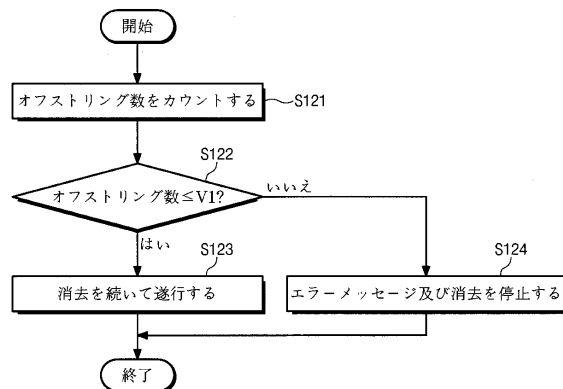 開始
オフストリング数をカウントする
S121
S122
オフストリング数≦V1?
いいえ
はい
S123
消去を続いて遂行する
S124
エラーメッセージ及び消去を停止する
終了